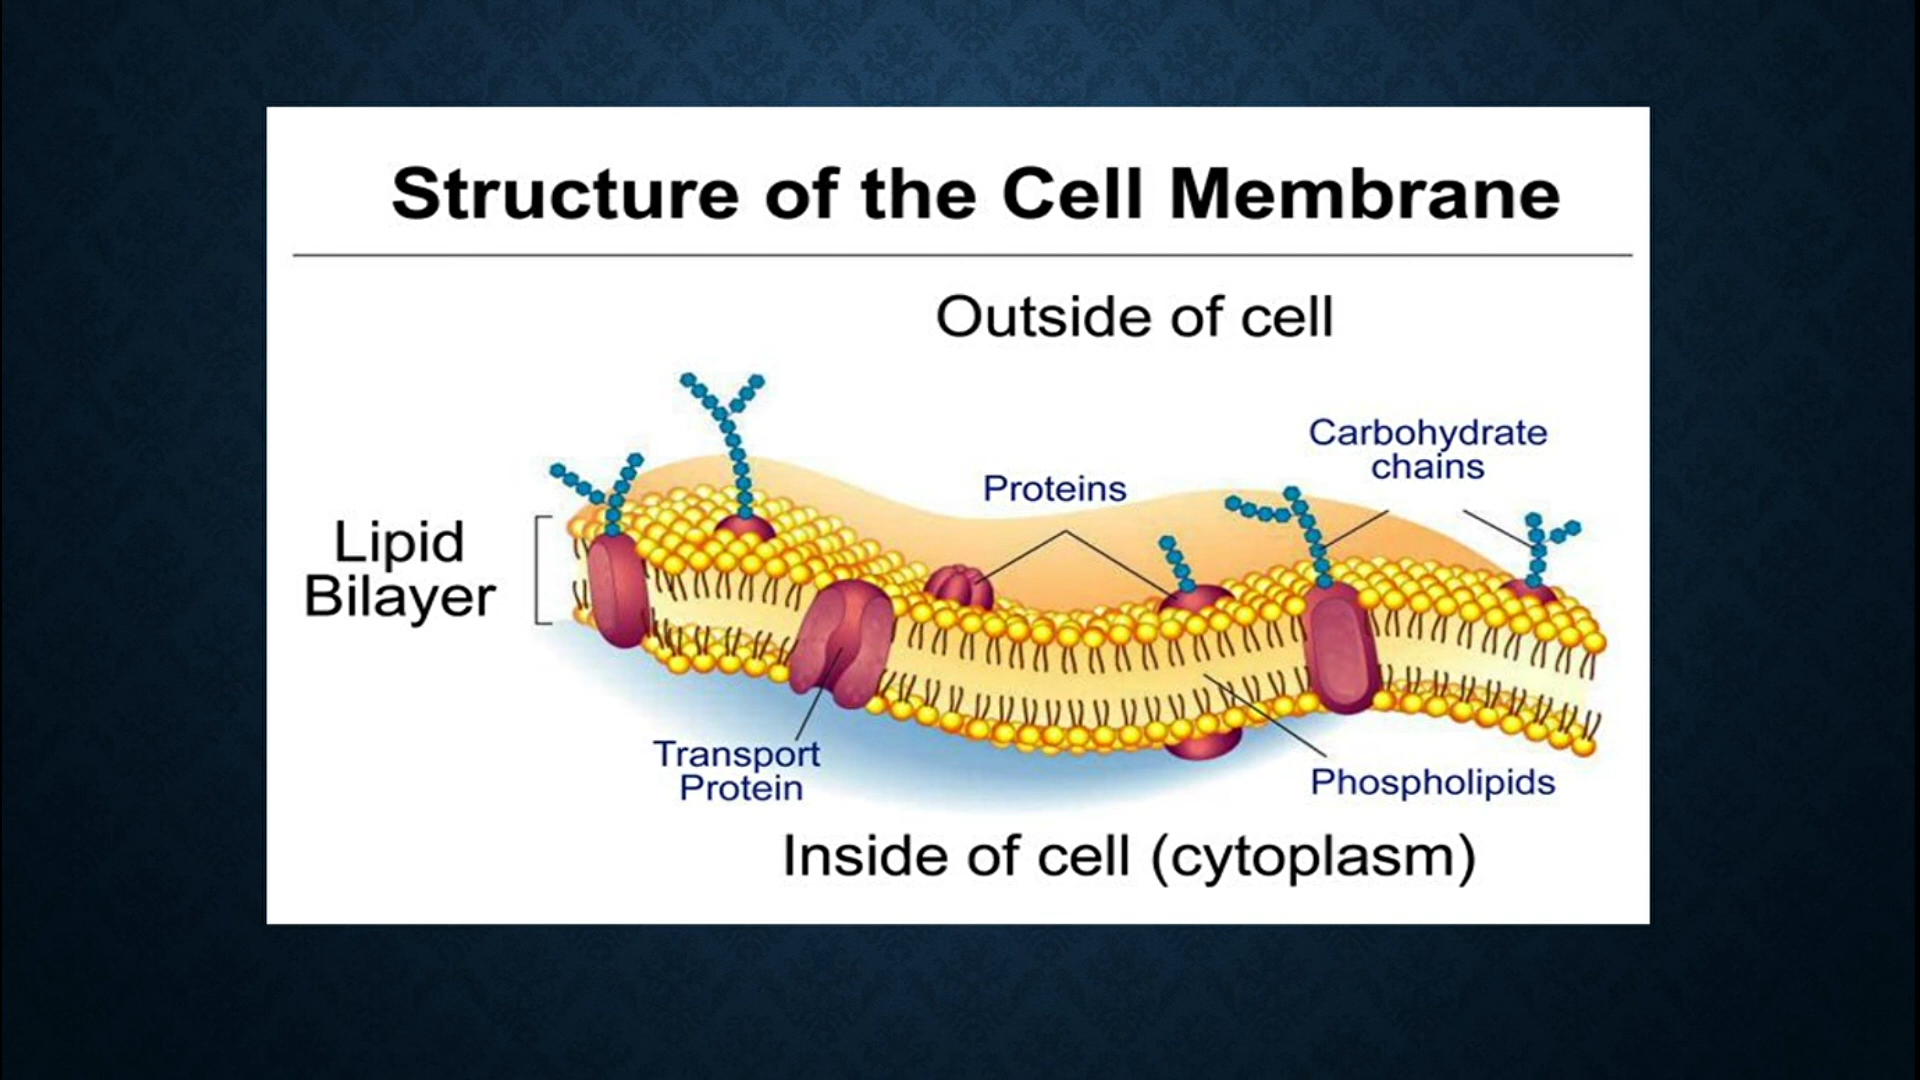 Structure of the Cell Membrane
Outside of cell
Carbohydrate
chains
Proteins
Lipid
Bilayer
Transport
Protein
Phospholipids
Inside of cell (cytoplasm)